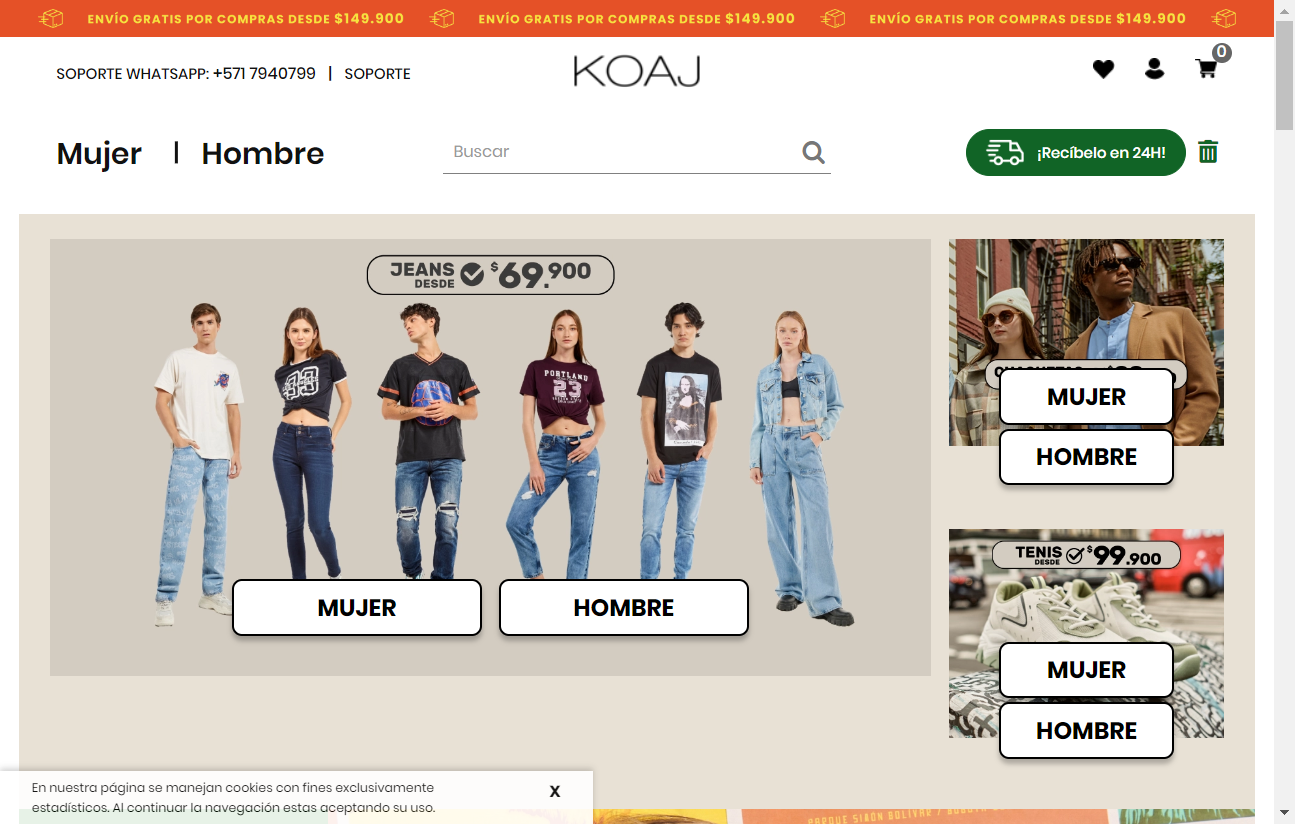 ENVÍO GRATIS POR COMPRAS DESDE $149.900 ENVÍO GRATIS POR COMPRAS DESDE $149.900 ENVÍO GRATIS POR COMPRAS DESDE $149.900
SOPORTE WHATSAPP: +571 7940799 | SOPORTE
KOAJ
0
Mujer | Hombre
Buscar
¡Recíbelo en 24H!
JEANS DESDE $69.900
PORTLAND
23
MUJER
HOMBRE
MUJER
HOMBRE
TENIS DESDE $99.900
MUJER
HOMBRE
En nuestra página se manejan cookies con fines exclusivamente
estadísticos. Al continuar la navegación estas aceptando su uso.
X